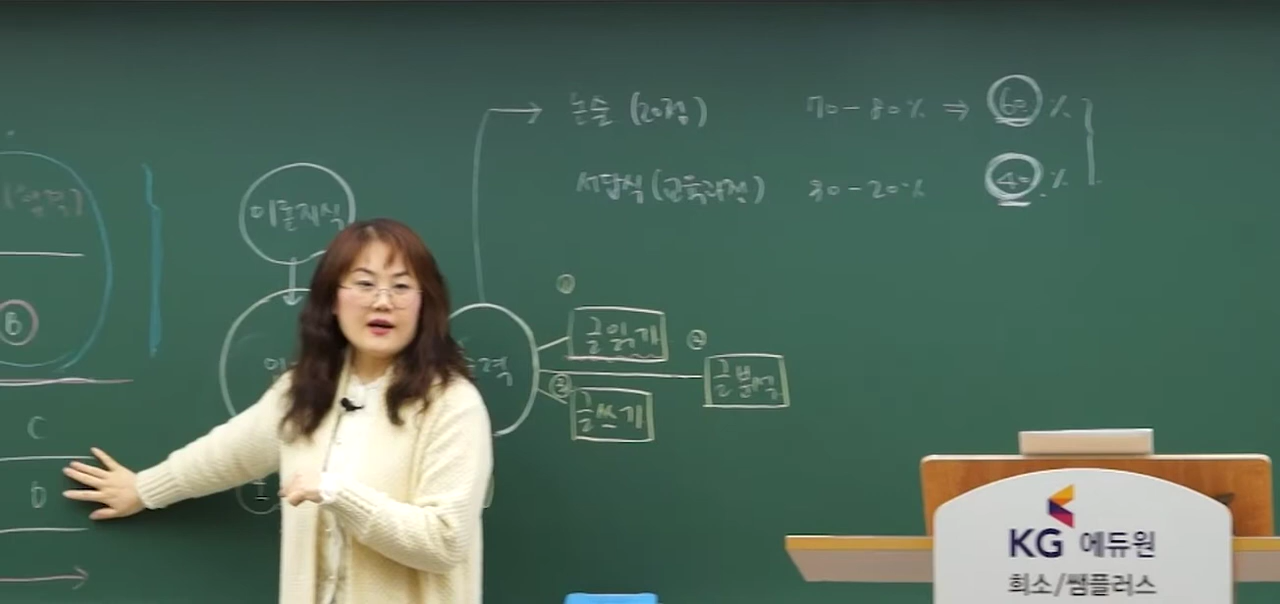 논술 (20점) 70-80% ⇒ 60%
서답식 (교육과정) 30-20% 40%
이론지식
B
①
글읽기
②
글분석
③
글쓰기
C
D
KG 에듀원
희소/쌤플러스